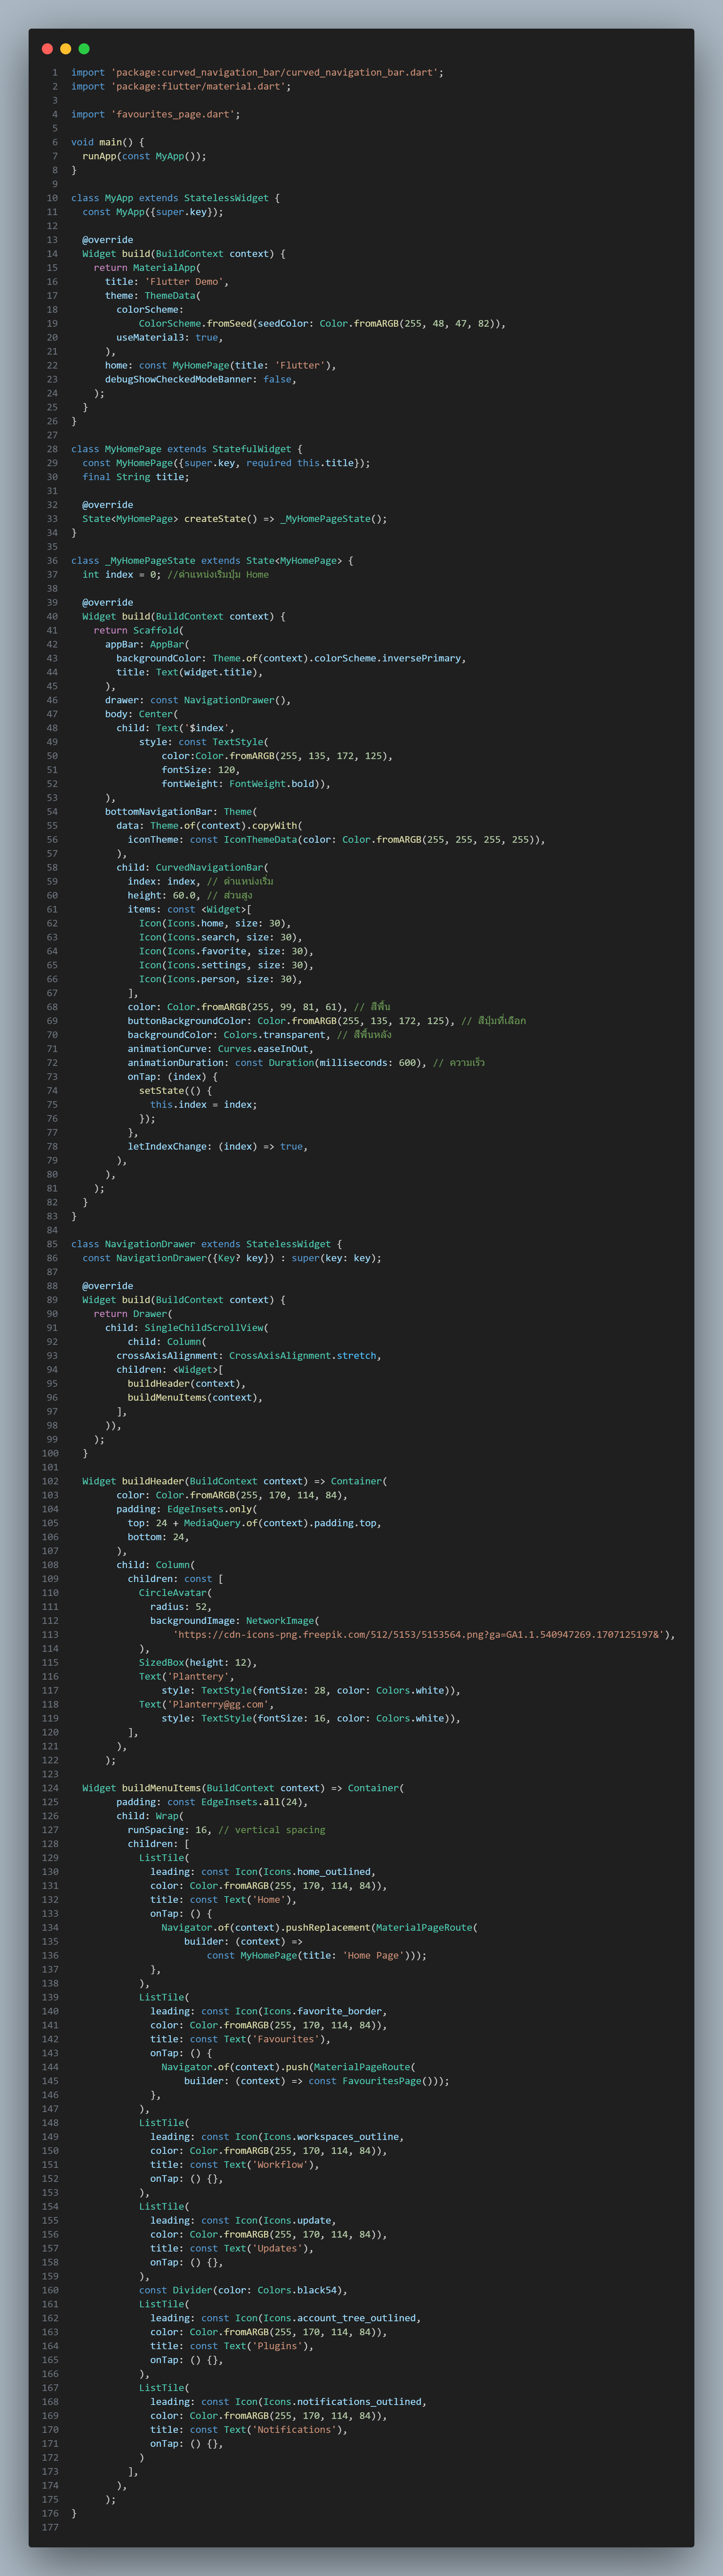 1 import 'package:curved_navigation_bar/curved_navigation_bar.dart';
2 import 'package:flutter/material.dart';
3
4 import 'favourites_page.dart';
5
6 void main() {
7   runApp(const MyApp());
8 }
9
10 class MyApp extends StatelessWidget {
11   const MyApp({super.key});
12
13   @override
14   Widget build(BuildContext context) {
15     return MaterialApp(
16       title: 'Flutter Demo',
17       theme: ThemeData(
18         colorScheme:
19             ColorScheme.fromSeed(seedColor: Color.fromARGB(255, 48, 47, 82)),
20         useMaterial3: true,
21       ),
22       home: const MyHomePage(title: 'Flutter'),
23       debugShowCheckedModeBanner: false,
24     );
25   }
26 }
27
28 class MyHomePage extends StatefulWidget {
29   const MyHomePage({super.key, required this.title});
30   final String title;
31
32   @override
33   State<MyHomePage> createState() => _MyHomePageState();
34 }
35
36 class _MyHomePageState extends State<MyHomePage> {
37   int index = 0; //ตำแหน่งเริ่มปุ่ม Home
38
39   @override
40   Widget build(BuildContext context) {
41     return Scaffold(
42       appBar: AppBar(
43         backgroundColor: Theme.of(context).colorScheme.inversePrimary,
44         title: Text(widget.title),
45       ),
46       drawer: const NavigationDrawer(),
47       body: Center(
48         child: Text('$index',
49             style: const TextStyle(
50                 color:Color.fromARGB(255, 135, 172, 125),
51                 fontSize: 120,
52                 fontWeight: FontWeight.bold)),
53       ),
54       bottomNavigationBar: Theme(
55         data: Theme.of(context).copyWith(
56           iconTheme: const IconThemeData(color: Color.fromARGB(255, 255, 255, 255)),
57         ),
58         child: CurvedNavigationBar(
59           index: index, // ตำแหน่งเริ่ม
60           height: 60.0, // ส่วนสูง
61           items: const <Widget>[
62             Icon(Icons.home, size: 30),
63             Icon(Icons.search, size: 30),
64             Icon(Icons.favorite, size: 30),
65             Icon(Icons.settings, size: 30),
66             Icon(Icons.person, size: 30),
67           ],
68           color: Color.fromARGB(255, 99, 81, 61), // สีพื้น
69           buttonBackgroundColor: Color.fromARGB(255, 135, 172, 125), // สีปุ่มที่เลือก
70           backgroundColor: Colors.transparent, // สีพื้นหลัง
71           animationCurve: Curves.easeInOut,
72           animationDuration: const Duration(milliseconds: 600), // ความเร็ว
73           onTap: (index) {
74             setState(() {
75               this.index = index;
76             });
77           },
78           letIndexChange: (index) => true,
79         ),
80       ),
81     );
82   }
83 }
84
85 class NavigationDrawer extends StatelessWidget {
86   const NavigationDrawer({Key? key}) : super(key: key);
87
88   @override
89   Widget build(BuildContext context) {
90     return Drawer(
91       child: SingleChildScrollView(
92           child: Column(
93         crossAxisAlignment: CrossAxisAlignment.stretch,
94         children: <Widget>[
95           buildHeader(context),
96           buildMenuItems(context),
97         ],
98       )),
99     );
100   }
101
102   Widget buildHeader(BuildContext context) => Container(
103         color: Color.fromARGB(255, 170, 114, 84),
104         padding: EdgeInsets.only(
105           top: 24 + MediaQuery.of(context).padding.top,
106           bottom: 24,
107         ),
108         child: Column(
109           children: const [
110             CircleAvatar(
111               radius: 52,
112               backgroundImage: NetworkImage(
113                   'https://cdn-icons-png.freepik.com/512/5153/5153564.png?ga=GA1.1.540947269.1707125197&'),
114             ),
115             SizedBox(height: 12),
116             Text('Planttery',
117                 style: TextStyle(fontSize: 28, color: Colors.white)),
118             Text('Planterry@gg.com',
119                 style: TextStyle(fontSize: 16, color: Colors.white)),
120           ],
121         ),
122       );
123
124   Widget buildMenuItems(BuildContext context) => Container(
125         padding: const EdgeInsets.all(24),
126         child: Wrap(
127           runSpacing: 16, // vertical spacing
128           children: [
129             ListTile(
130               leading: const Icon(Icons.home_outlined,
131               color: Color.fromARGB(255, 170, 114, 84)),
132               title: const Text('Home'),
133               onTap: () {
134                 Navigator.of(context).pushReplacement(MaterialPageRoute(
135                     builder: (context) =>
136                         const MyHomePage(title: 'Home Page')));
137               },
138             ),
139             ListTile(
140               leading: const Icon(Icons.favorite_border,
141               color: Color.fromARGB(255, 170, 114, 84)),
142               title: const Text('Favourites'),
143               onTap: () {
144                 Navigator.of(context).push(MaterialPageRoute(
145                     builder: (context) => const FavouritesPage()));
146               },
147             ),
148             ListTile(
149               leading: const Icon(Icons.workspaces_outline,
150               color: Color.fromARGB(255, 170, 114, 84)),
151               title: const Text('Workflow'),
152               onTap: () {},
153             ),
154             ListTile(
155               leading: const Icon(Icons.update,
156               color: Color.fromARGB(255, 170, 114, 84)),
157               title: const Text('Updates'),
158               onTap: () {},
159             ),
160             const Divider(color: Colors.black54),
161             ListTile(
162               leading: const Icon(Icons.account_tree_outlined,
163               color: Color.fromARGB(255, 170, 114, 84)),
164               title: const Text('Plugins'),
165               onTap: () {},
166             ),
167             ListTile(
168               leading: const Icon(Icons.notifications_outlined,
169               color: Color.fromARGB(255, 170, 114, 84)),
170               title: const Text('Notifications'),
171               onTap: () {},
172             )
173           ],
174         ),
175       );
176 }
177